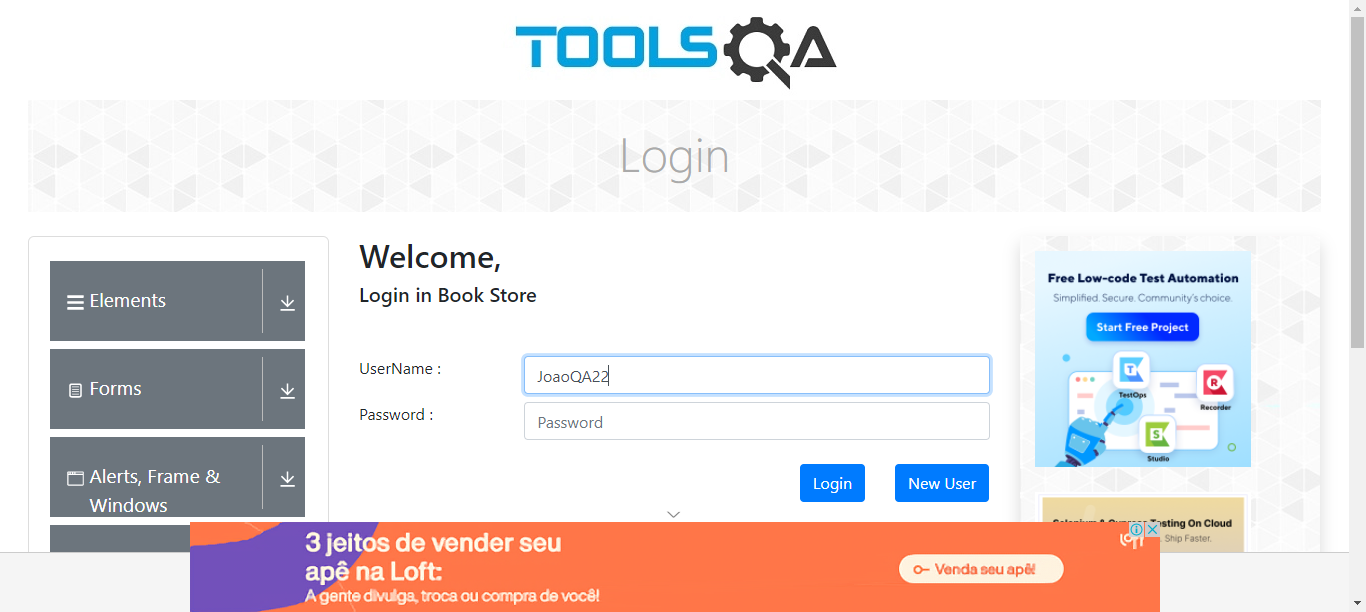 TOOLSQA
Login
Elements
Forms
Alerts, Frame &
Windows
Welcome,
Login in Book Store
UserName :
JoaoQA22
Password :
Password
Login
New User
Free Low-code Test Automation
Simplified. Secure. Community's choice.
Start Free Project
TestOps
Recorder
Studio
Testing On Cloud
Ship Faster.
3 jeitos de vender seu
apê na Loft:
A gente divulga, troca ou compra de você!
Venda seu apê!